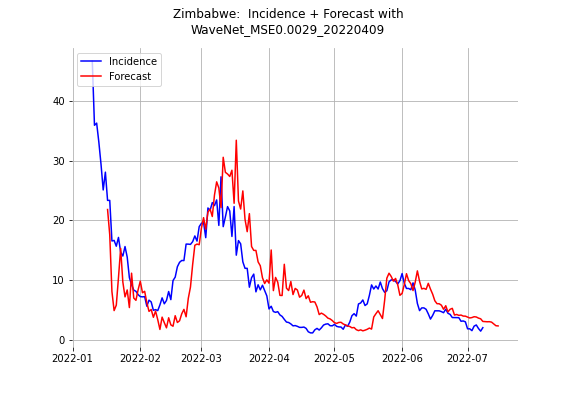 Zimbabwe:  Incidence + Forecast with
WaveNet_MSE0.0029_20220409
Incidence
Forecast
40
30
20
10
0
2022-01 2022-02 2022-03 2022-04 2022-05 2022-06 2022-07